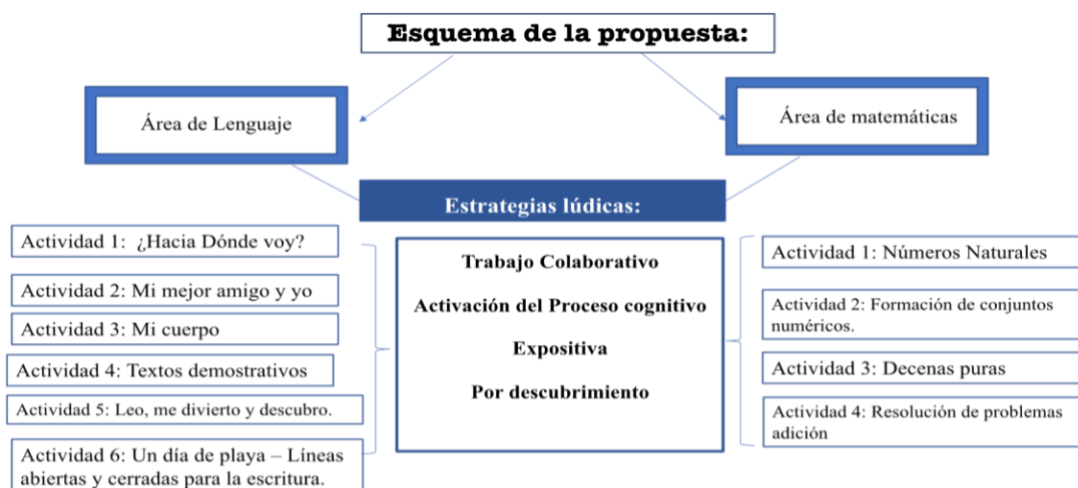 Esquema de la propuesta:
Área de Lenguaje
Área de matemáticas
Estrategias lúdicas:
Actividad 1: ¿Hacia Dónde voy?
Actividad 2: Mi mejor amigo y yo
Actividad 3: Mi cuerpo
Actividad 4: Textos demostrativos
Actividad 5: Leo, me divierto y descubro.
Actividad 6: Un día de playa – Líneas
abiertas y cerradas para la escritura.
Trabajo Colaborativo
Activación del Proceso cognitivo
Expositiva
Por descubrimiento
Actividad 1: Números Naturales
Actividad 2: Formación de conjuntos
numéricos.
Actividad 3: Decenas puras
Actividad 4: Resolución de problemas
adición